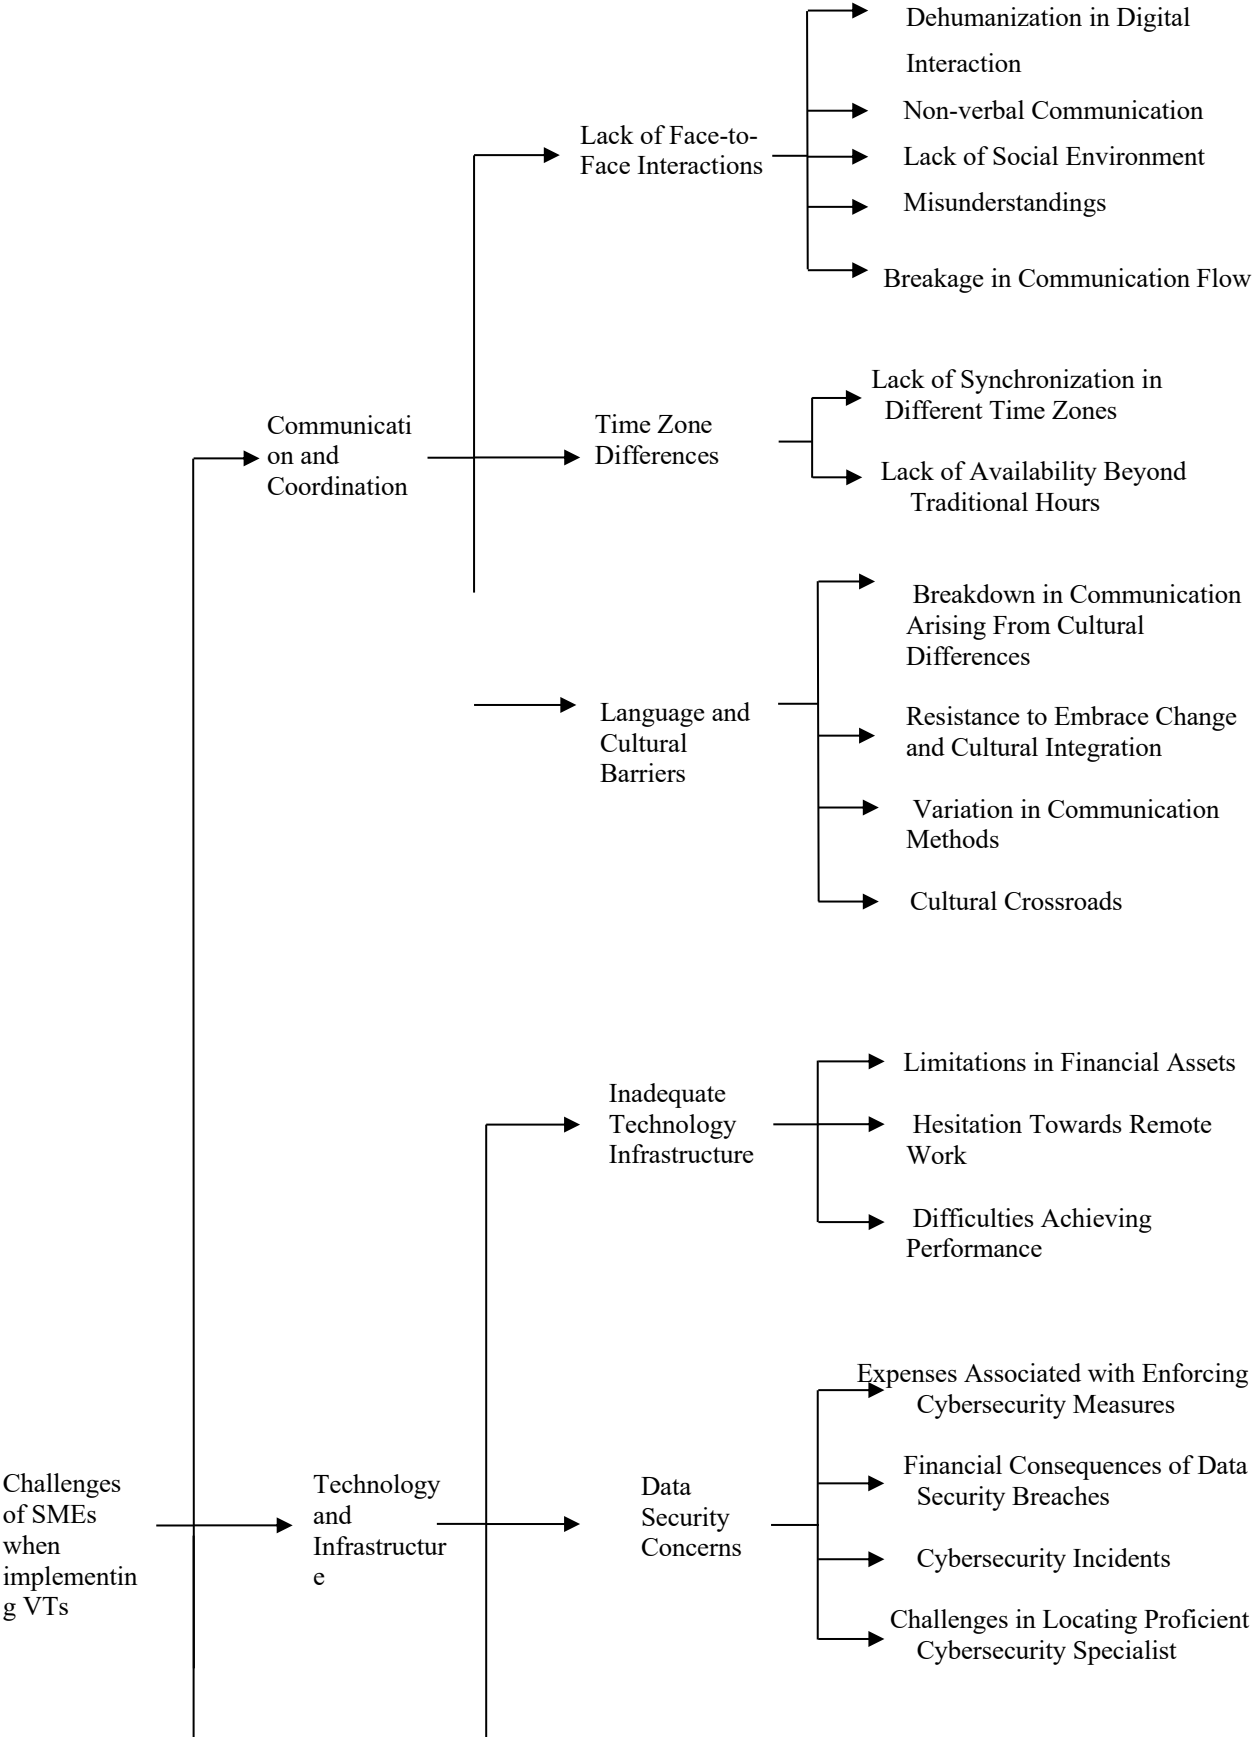 Dehumanization in Digital
Interaction
Non-verbal Communication
Lack of Face-to-
Face Interactions
Lack of Social Environment
Misunderstandings
Breakage in Communication Flow
Communicati
on and
Coordination
Time Zone
Differences
Lack of Synchronization in
Different Time Zones
Lack of Availability Beyond
Traditional Hours
Language and
Cultural
Barriers
Breakdown in Communication
Arising From Cultural
Differences
Resistance to Embrace Change
and Cultural Integration
Variation in Communication
Methods
Cultural Crossroads
Inadequate
Technology
Infrastructure
Limitations in Financial Assets
Hesitation Towards Remote
Work
Difficulties Achieving
Performance
Challenges
of SMEs
when
implementin
g VTs
Technology
and
Infrastructur
e
Data
Security
Concerns
Expenses Associated with Enforcing
Cybersecurity Measures
Financial Consequences of Data
Security Breaches
Cybersecurity Incidents
Challenges in Locating Proficient
Cybersecurity Specialist